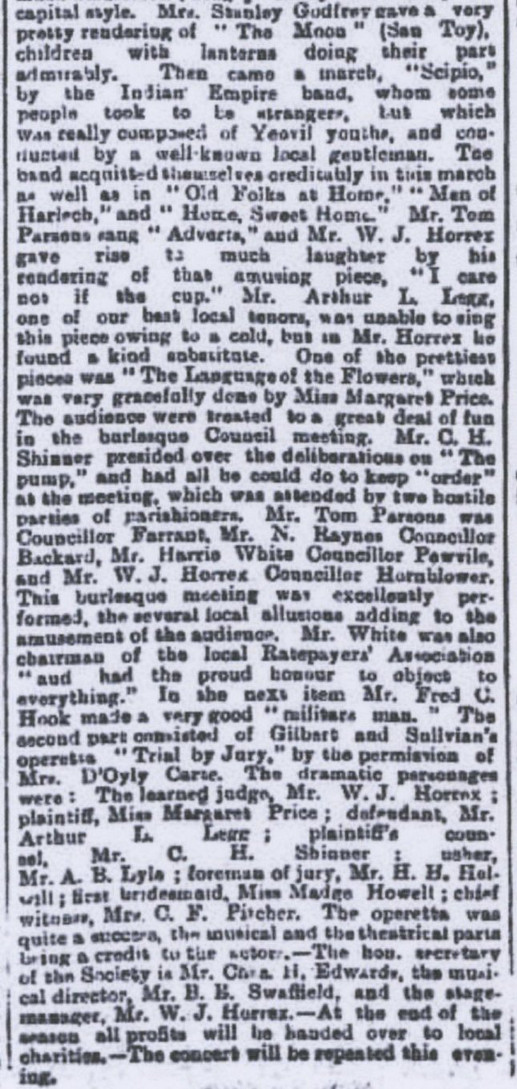 capital style. Mrs. Stanley Godfrey gave a very
pretty rendering of "The Moon" (San Toy),
children with lanterns doing their part
admirably. Then came a march, "Scipio,"
by the Indian Empire band, whom some
people took to be strangers, but which
was really composed of Yeovil youths, and con-
ducted by a well-known local gentleman. The
band acquitted themselves creditably in this march
as well as in "Old Folks at Home," "Men of
Harlech," and "Home, Sweet Home." Mr. Tom
Parsons sang "Adverts," and Mr. W. J. Horrex
gave rise to much laughter by his
rendering of that amusing piece, "I care
not if the cup." Mr. Arthur L. Legg,
one of our best local tenors, was unable to sing
this piece owing to a cold, but in Mr. Horrex he
found a kind substitute. One of the prettiest
pieces was "The Language of the Flowers," which
was very gracefully done by Miss Margaret Price.
The audience were treated to a great deal of fun
in the burlesque Council meeting. Mr. C. H.
Shinner presided over the deliberations on "The
pump," and had all he could do to keep "order"
at the meeting, which was attended by two hostile
parties of parishioners. Mr. Tom Parsons was
Councillor Farrant, Mr. N. Raynes Councillor
Backard, Mr. Harris White Councillor Pewvile,
and Mr. W. J. Horrex Councillor Hornblower.
This burlesque meeting was excellently per-
formed, the several local allusions adding to the
amusement of the audience. Mr. White was also
chairman of the local Ratepayers' Association
"and had the proud honour to object to
everything." In the next item Mr. Fred C.
Hook made a very good "military man." The
second part consisted of Gilbert and Sullivan's
operetta "Trial by Jury," by the permission of
Mrs. D'Oyly Carte. The dramatic personages
were: The learned judge, Mr. W. J. Horrex;
plaintiff, Miss Margaret Price; defendant, Mr.
Arthur L. Legg; plaintiff's coun-
sel, Mr. C. H. Shinner; usher,
Mr. A. B. Lyle; foreman of jury, Mr. H. H. Hol-
will; first bridesmaid, Miss Madge Howell; chief
witness, Mrs. C. F. Pitcher. The operetta was
quite a success, the musical and the theatrical parts
being a credit to the actors.—The hon. secretary
of the Society is Mr. Chas. H. Edwards, the musi-
cal director, Mr. B. E. Swaffield, and the stage-
manager, Mr. W. J. Horrex.—At the end of the
season all profits will be handed over to local
charities.—The concert will be repeated this even-
ing.